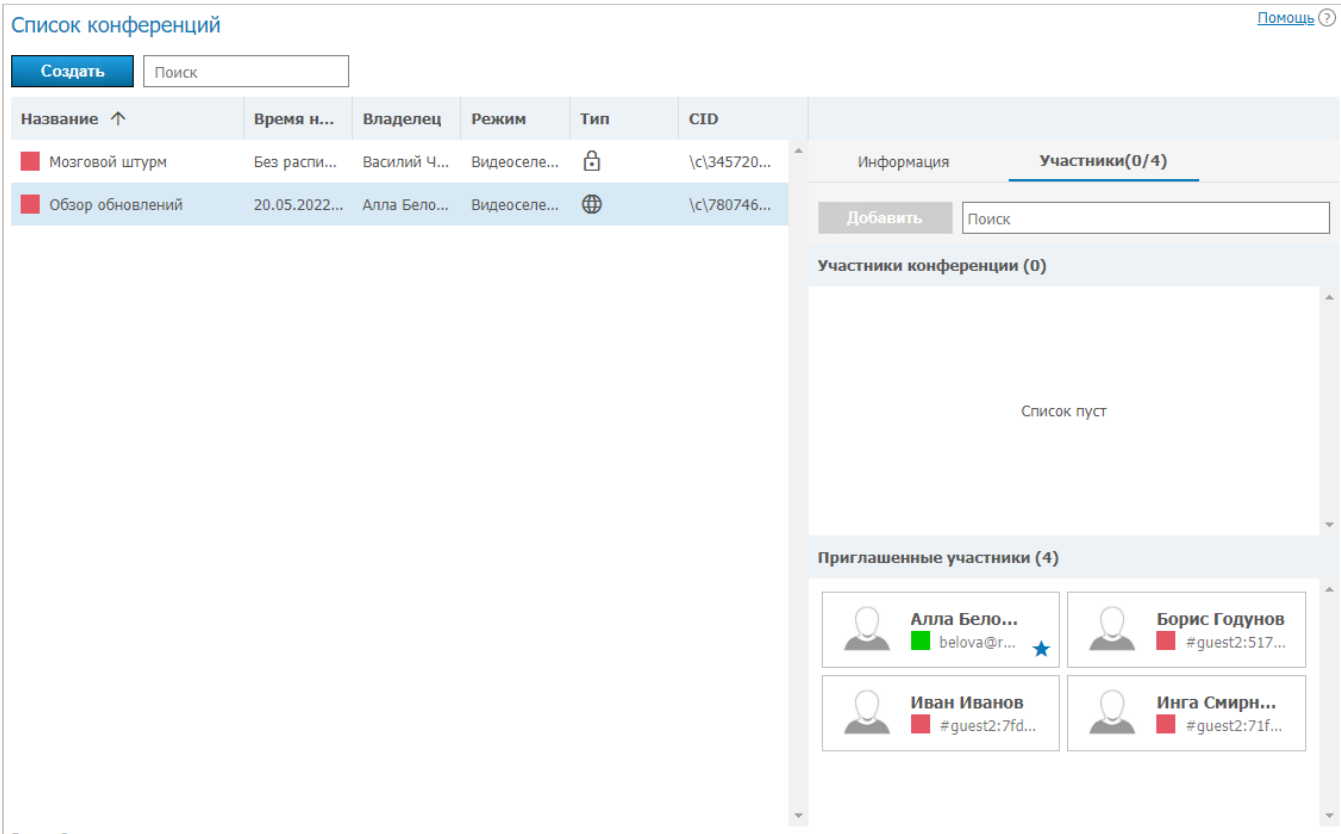 Список конференций
Помощь ?
Создать Поиск
Название Время н... Владелец Режим Тип CID
Мозговой штурм Без распи... Василий Ч... Видеоселе... \c\345720...
Обзор обновлений 20.05.2022... Алла Бело... Видеоселе... \c\780746...
Информация Участники(0/4)
Добавить Поиск
Участники конференции (0)
Список пуст
Приглашенные участники (4)
Алла Бело...
belova@r...
Борис Годунов
#guest2:517...
Иван Иванов
#guest2:7fd...
Инга Смирн...
#guest2:71f...